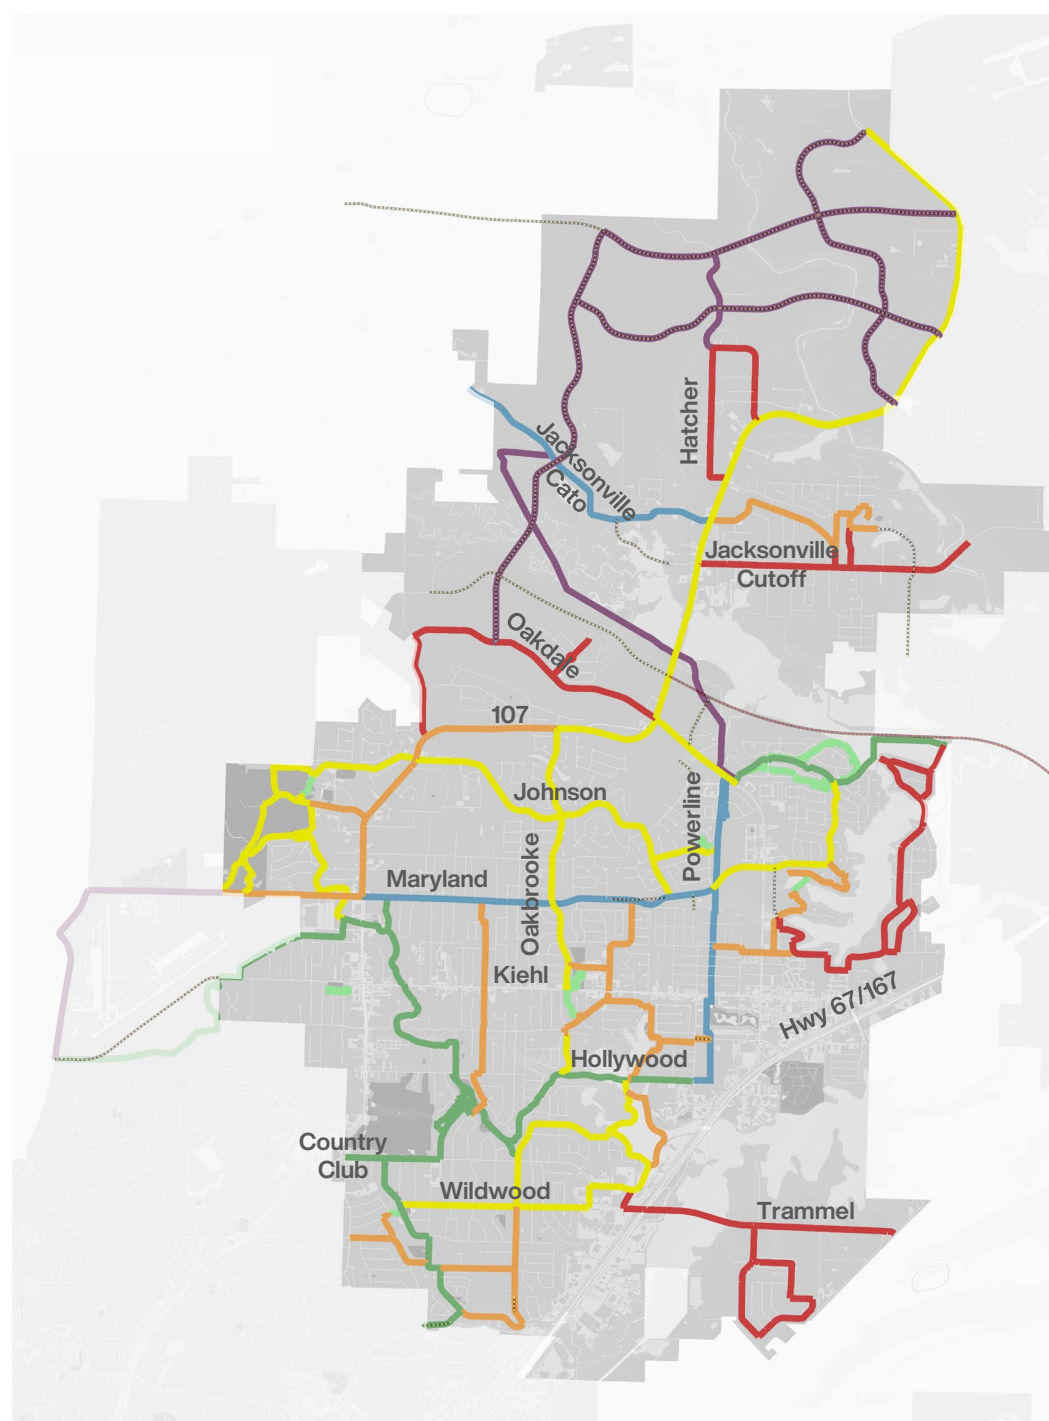 Hatcher
Jacksonville
Cato
Jacksonville
Cutoff
Oakdale
107
Johnson
Powerline
Oakbrooke
Maryland
Kiehl
Hwy 67/167
Hollywood
Country
Club
Wildwood
Trammel